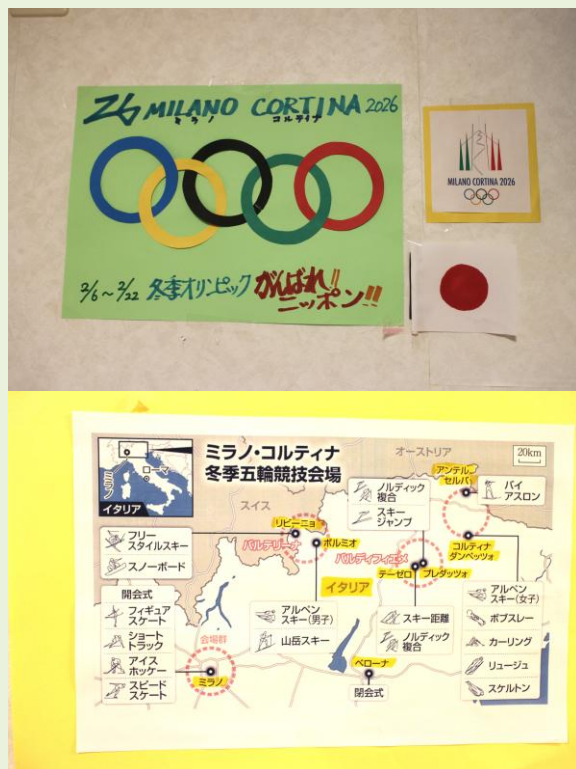 26 MILANO CORTINA 2026
ミラノ コルティナ
2/6～2/22 冬季オリンピック がんばれ!!
ニッポン!!
MILANO CORTINA 2026
ミラノ・コルティナ
冬季五輪競技会場
ミラノ
ローマ
イタリア
スイス
オーストリア
20km
フリー
スタイルスキー
スノーボード
リビーニョ
バルテリーナ
ボルミオ
ノルディック
複合
スキー
ジャンプ
アンテル
セルバ
バイ
アスロン
バルディフィエメ
テーゼロ
プレダッツォ
コルティナ
ダンペッツォ
イタリア
開会式
フィギュア
スケート
ショート
トラック
アイス
ホッケー
スピード
スケート
会場群
ミラノ
アルペン
スキー(男子)
山岳スキー
スキー距離
ノルディック
複合
ベローナ
閉会式
アルペン
スキー(女子)
ボブスレー
カーリング
リュージュ
スケルトン